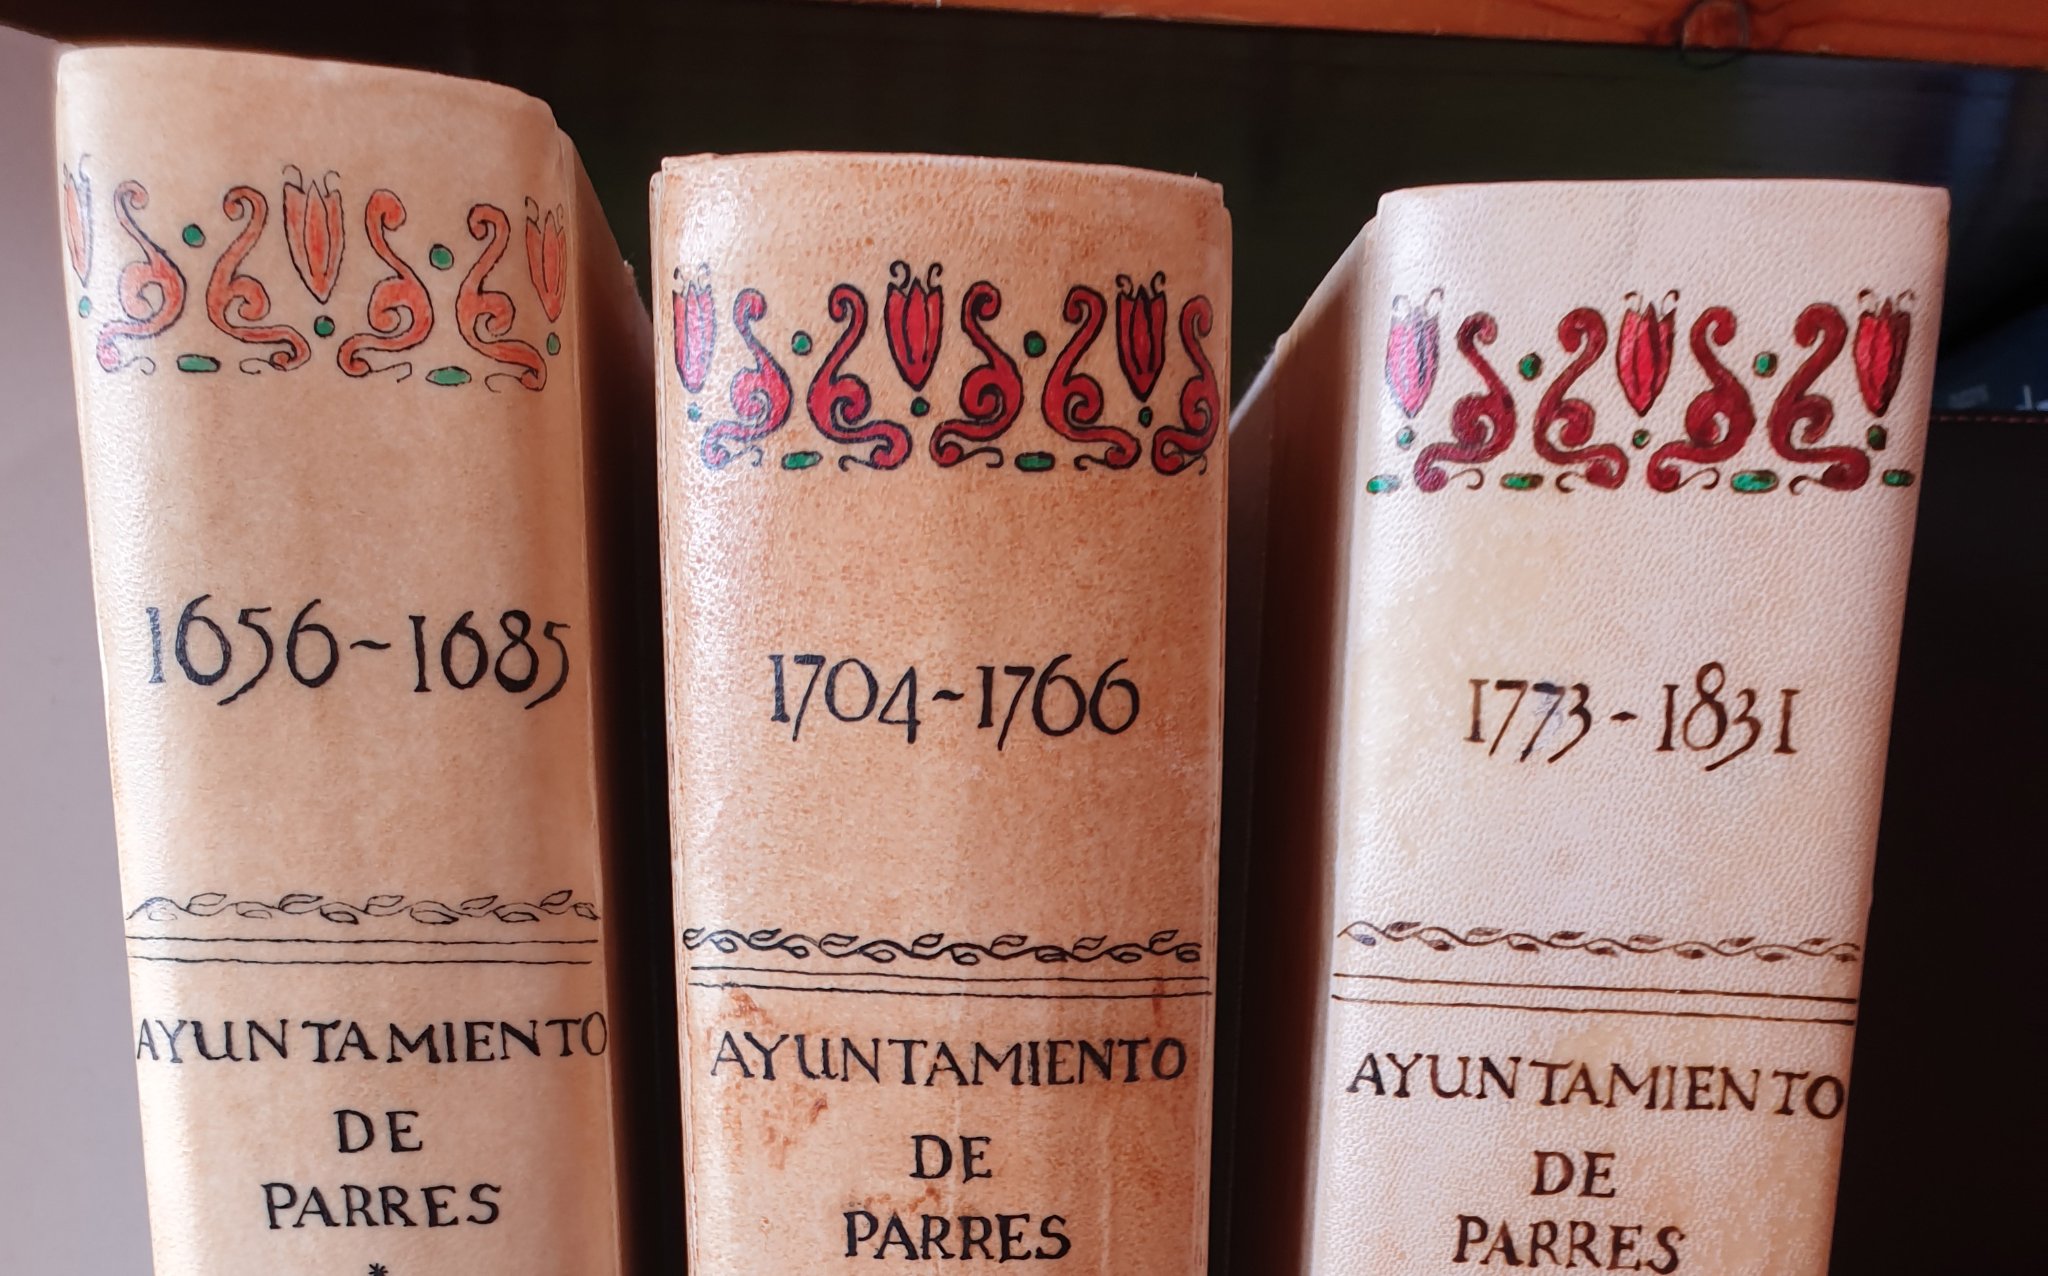 1656~1685
AYUNTAMIENTO
DE
PARRES
*
1704~1766
AYUNTAMIENTO
DE
PARRES
1773-1831
AYUNTAMIENTO
DE
PARRES